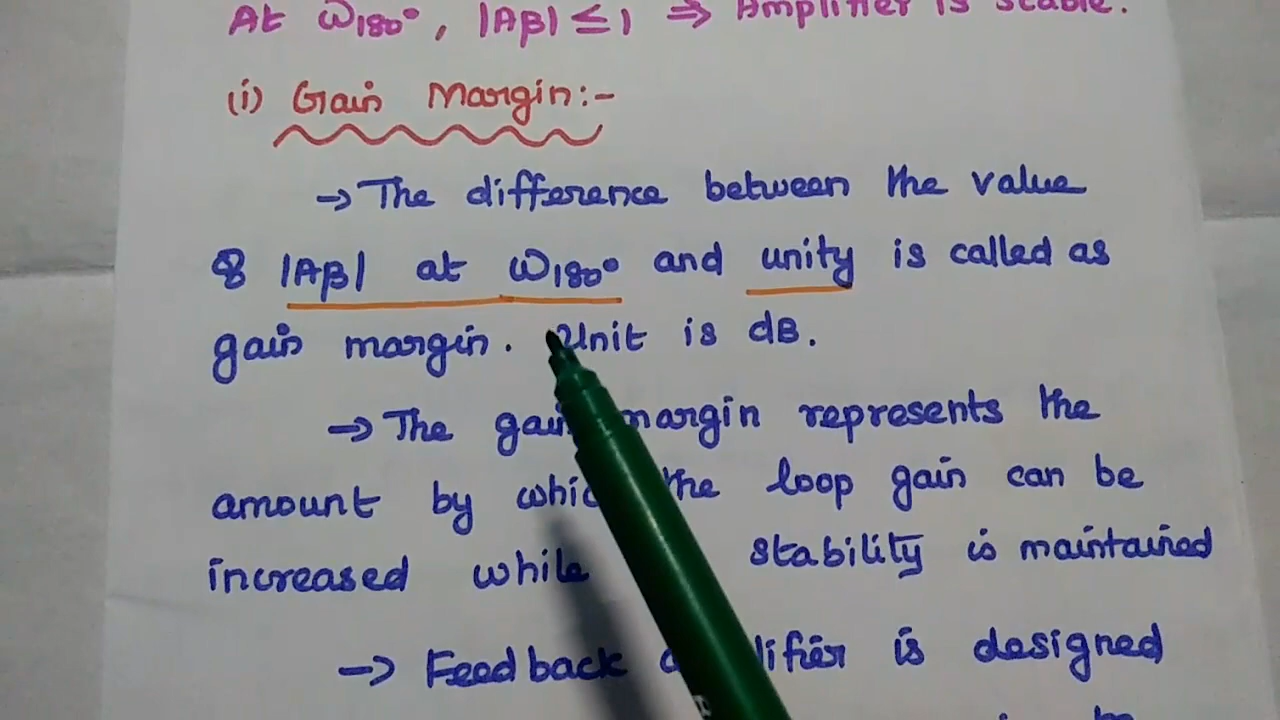 At ω180°, |Aβ| ≤ 1 ⇒ Amplifier is stable.
(i) Gain Margin:-
→ The difference between the value
of |Aβ| at ω180° and unity is called as
gain margin. Unit is dB.
→ The gain margin represents the
amount by which the loop gain can be
increased while stability is maintained
→ Feedback amplifier is designed